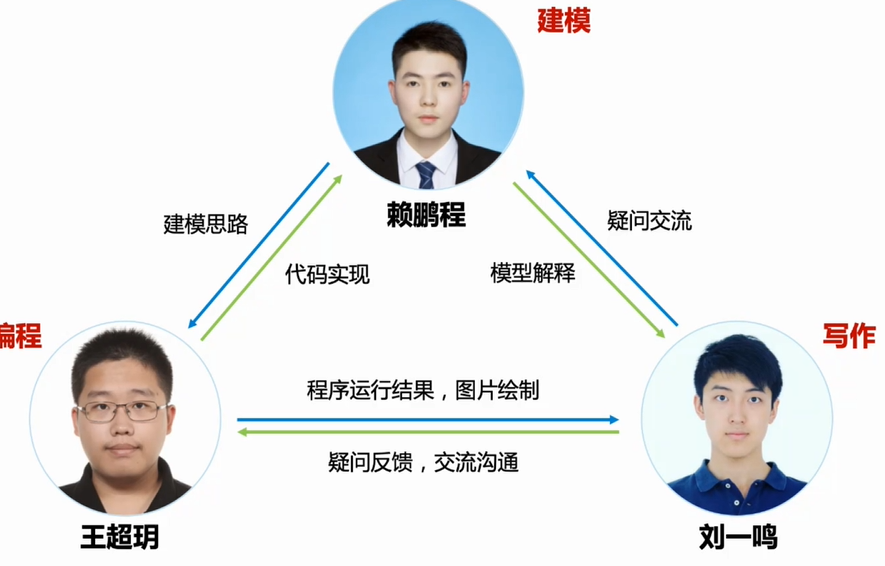 建模
赖鹏程
建模思路
疑问交流
代码实现
模型解释
编程
写作
程序运行结果，图片绘制
疑问反馈，交流沟通
王超玥
刘一鸣